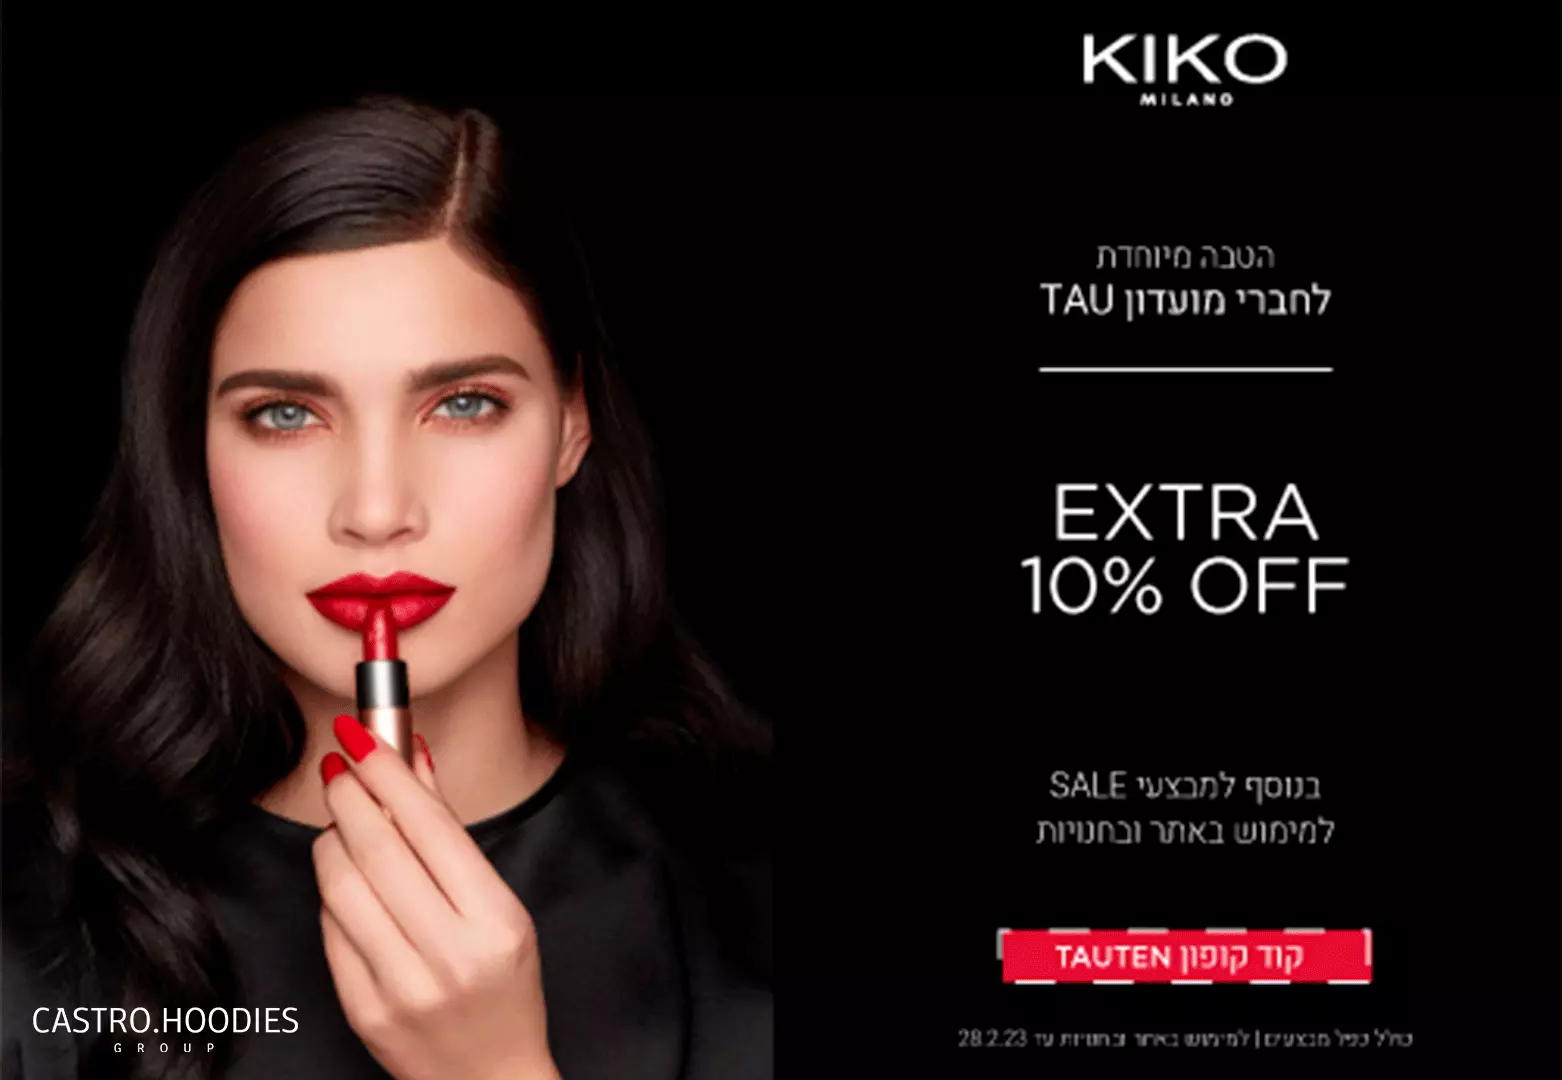 KIKO
MILANO
הטבה מיוחדת
לחברי מועדון TAU
EXTRA
10% OFF
בנוסף למבצעי SALE
למימוש באתר ובחנויות
קוד קופון TAUTEN
כולל כפל מבצעים | למימוש באתר ובחנויות עד 28.2.23
CASTRO.HOODIES
GROUP